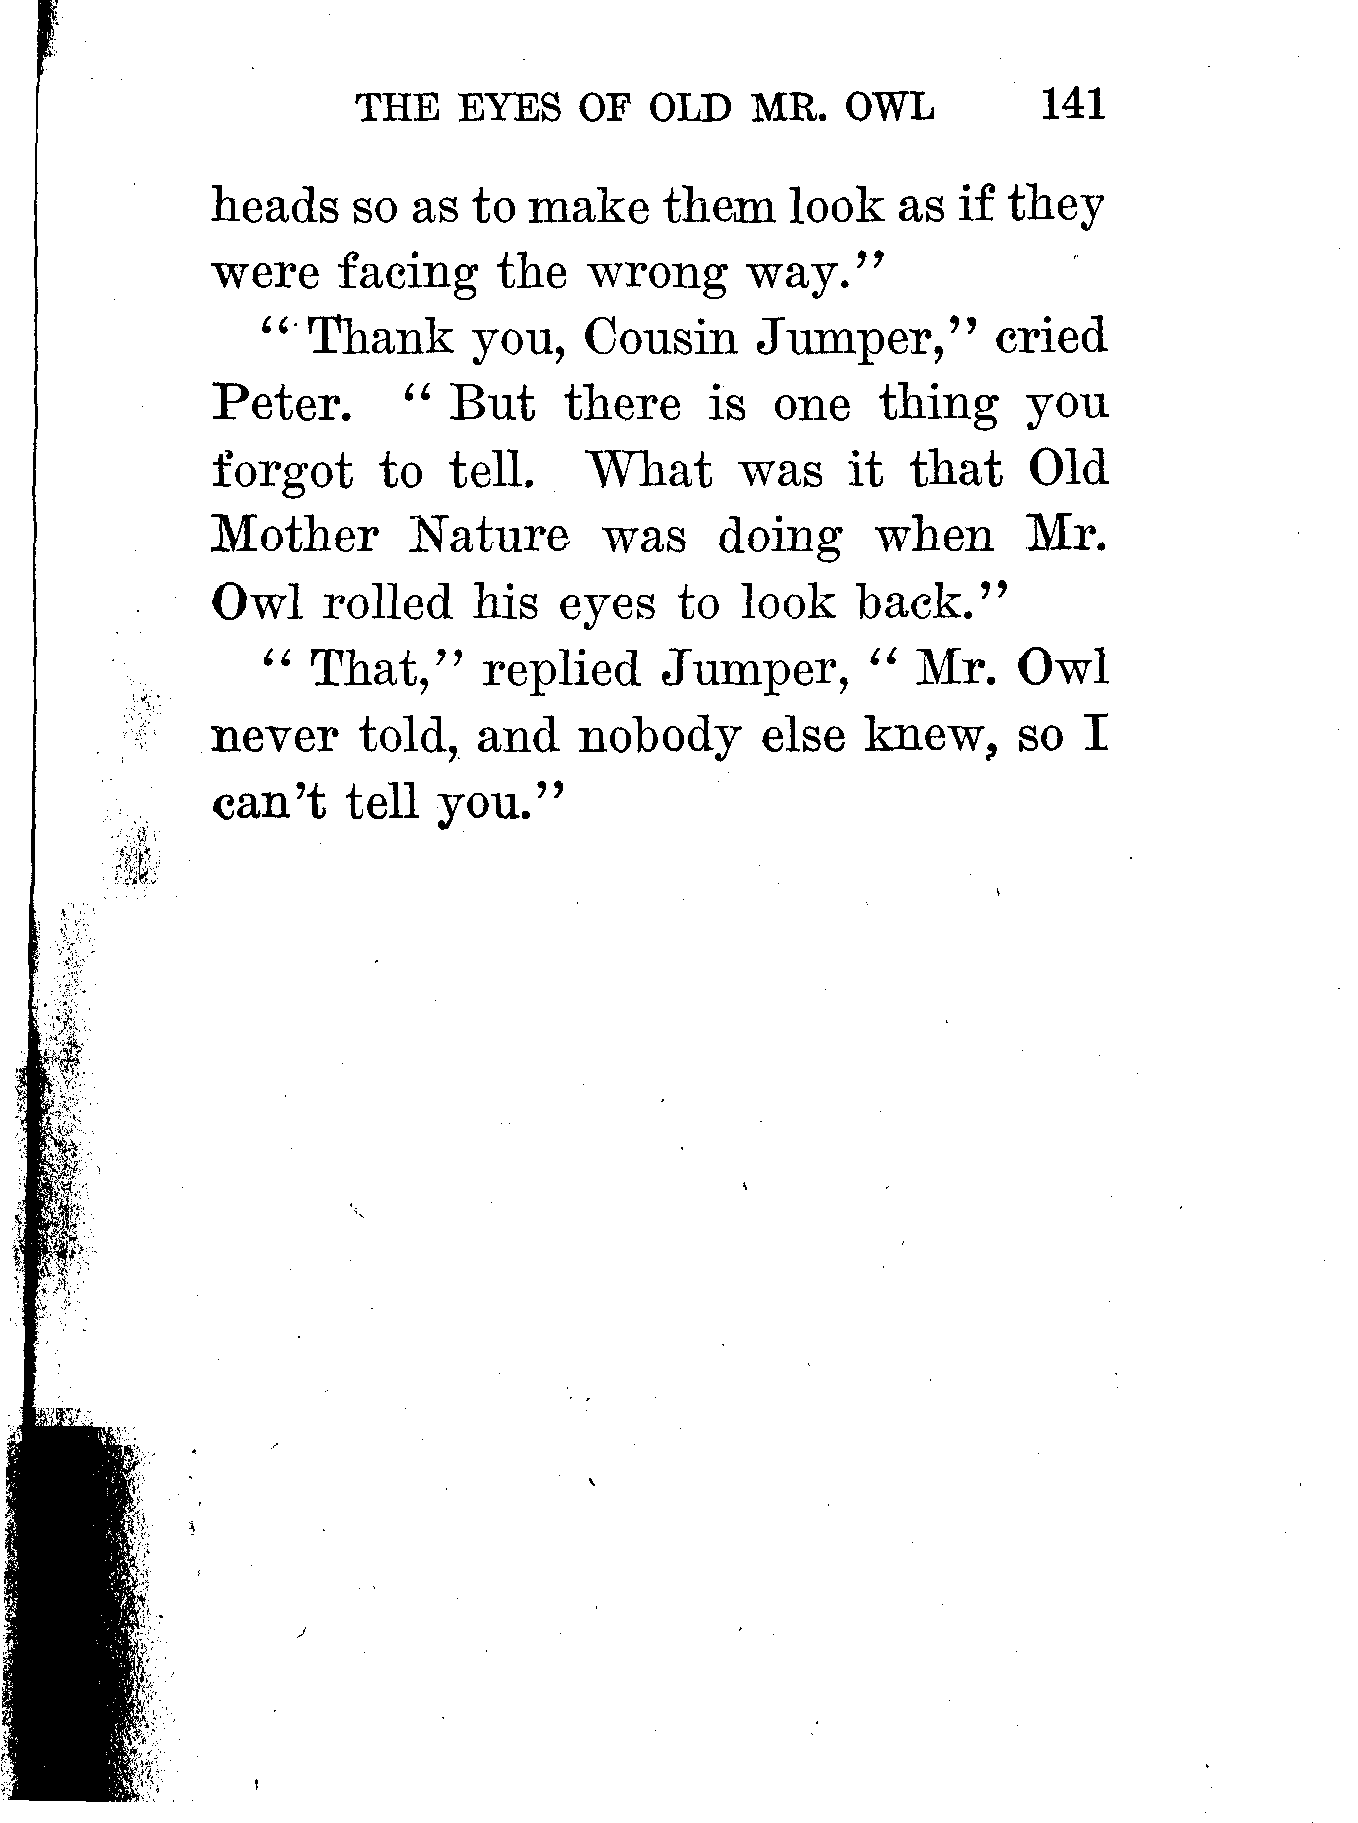 THE EYES OF OLD MR. OWL 141
heads so as to make them look as if they
were facing the wrong way."
"Thank you, Cousin Jumper," cried
Peter. "But there is one thing you
forgot to tell. What was it that Old
Mother Nature was doing when Mr.
Owl rolled his eyes to look back."
"That," replied Jumper, "Mr. Owl
never told, and nobody else knew, so I
can't tell you."